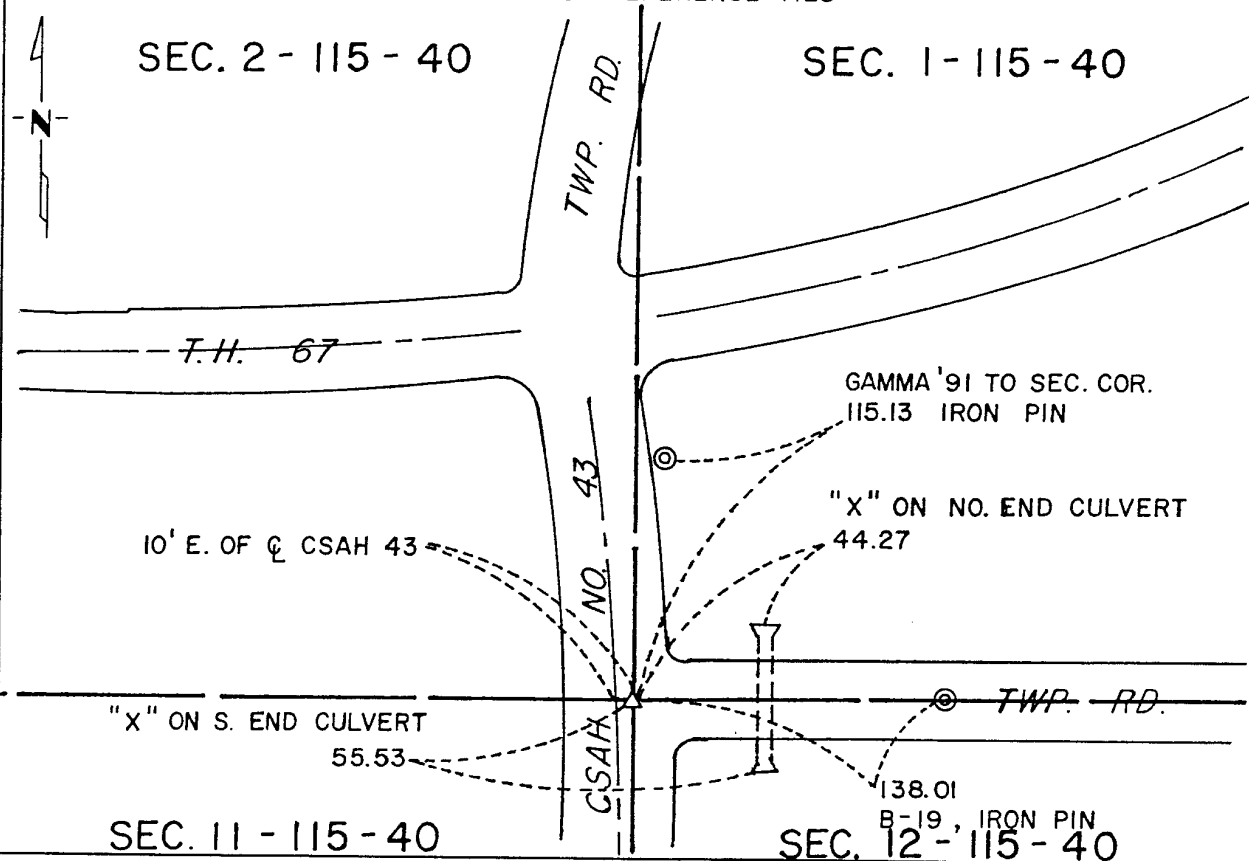 SEC. 2 - 115 - 40
SEC. 1 - 115 - 40
N
TWP. RD.
T.H. 67
GAMMA '91 TO SEC. COR.
115.13 IRON PIN
"X" ON NO. END CULVERT
44.27
10' E. OF ℄ CSAH 43
CSAH NO. 43
TWP. RD.
"X" ON S. END CULVERT
55.53
138.01
B-19, IRON PIN
SEC. 11 - 115 - 40
SEC. 12 - 115 - 40